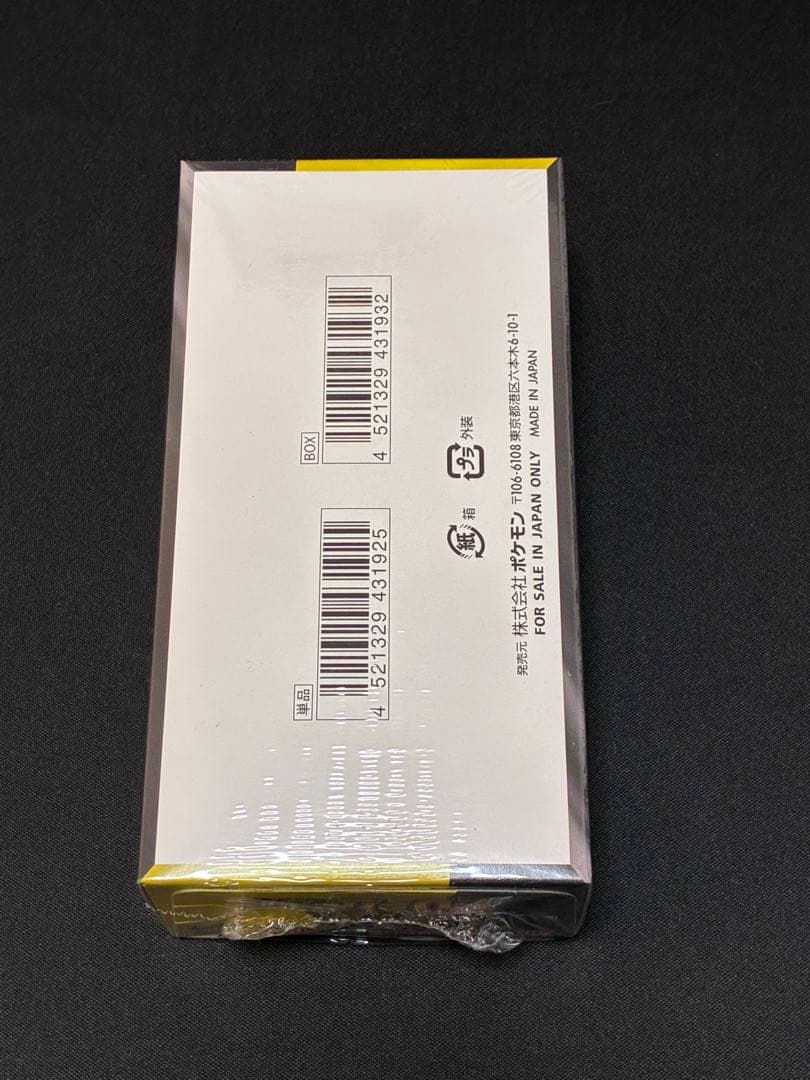 単品
4 521329 431925
BOX
4 521329 431932
紙 箱
プラ 外装
発売元 株式会社ポケモン 〒106-6108 東京都港区六本木6-10-1
FOR SALE IN JAPAN ONLY MADE IN JAPAN